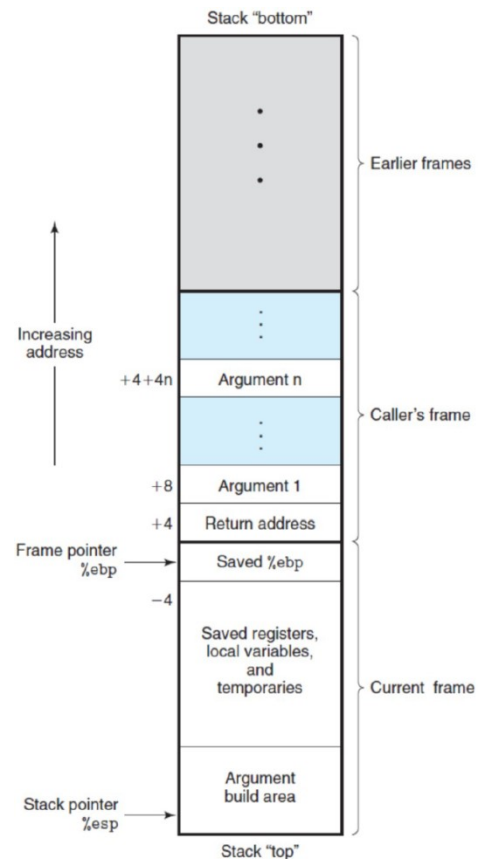 Stack “bottom”
Earlier frames
Increasing
address
+4+4n
Argument n
Caller’s frame
+8
Argument 1
+4
Return address
Frame pointer
%ebp
Saved %ebp
−4
Saved registers,
local variables,
and
temporaries
Current frame
Argument
build area
Stack pointer
%esp
Stack “top”